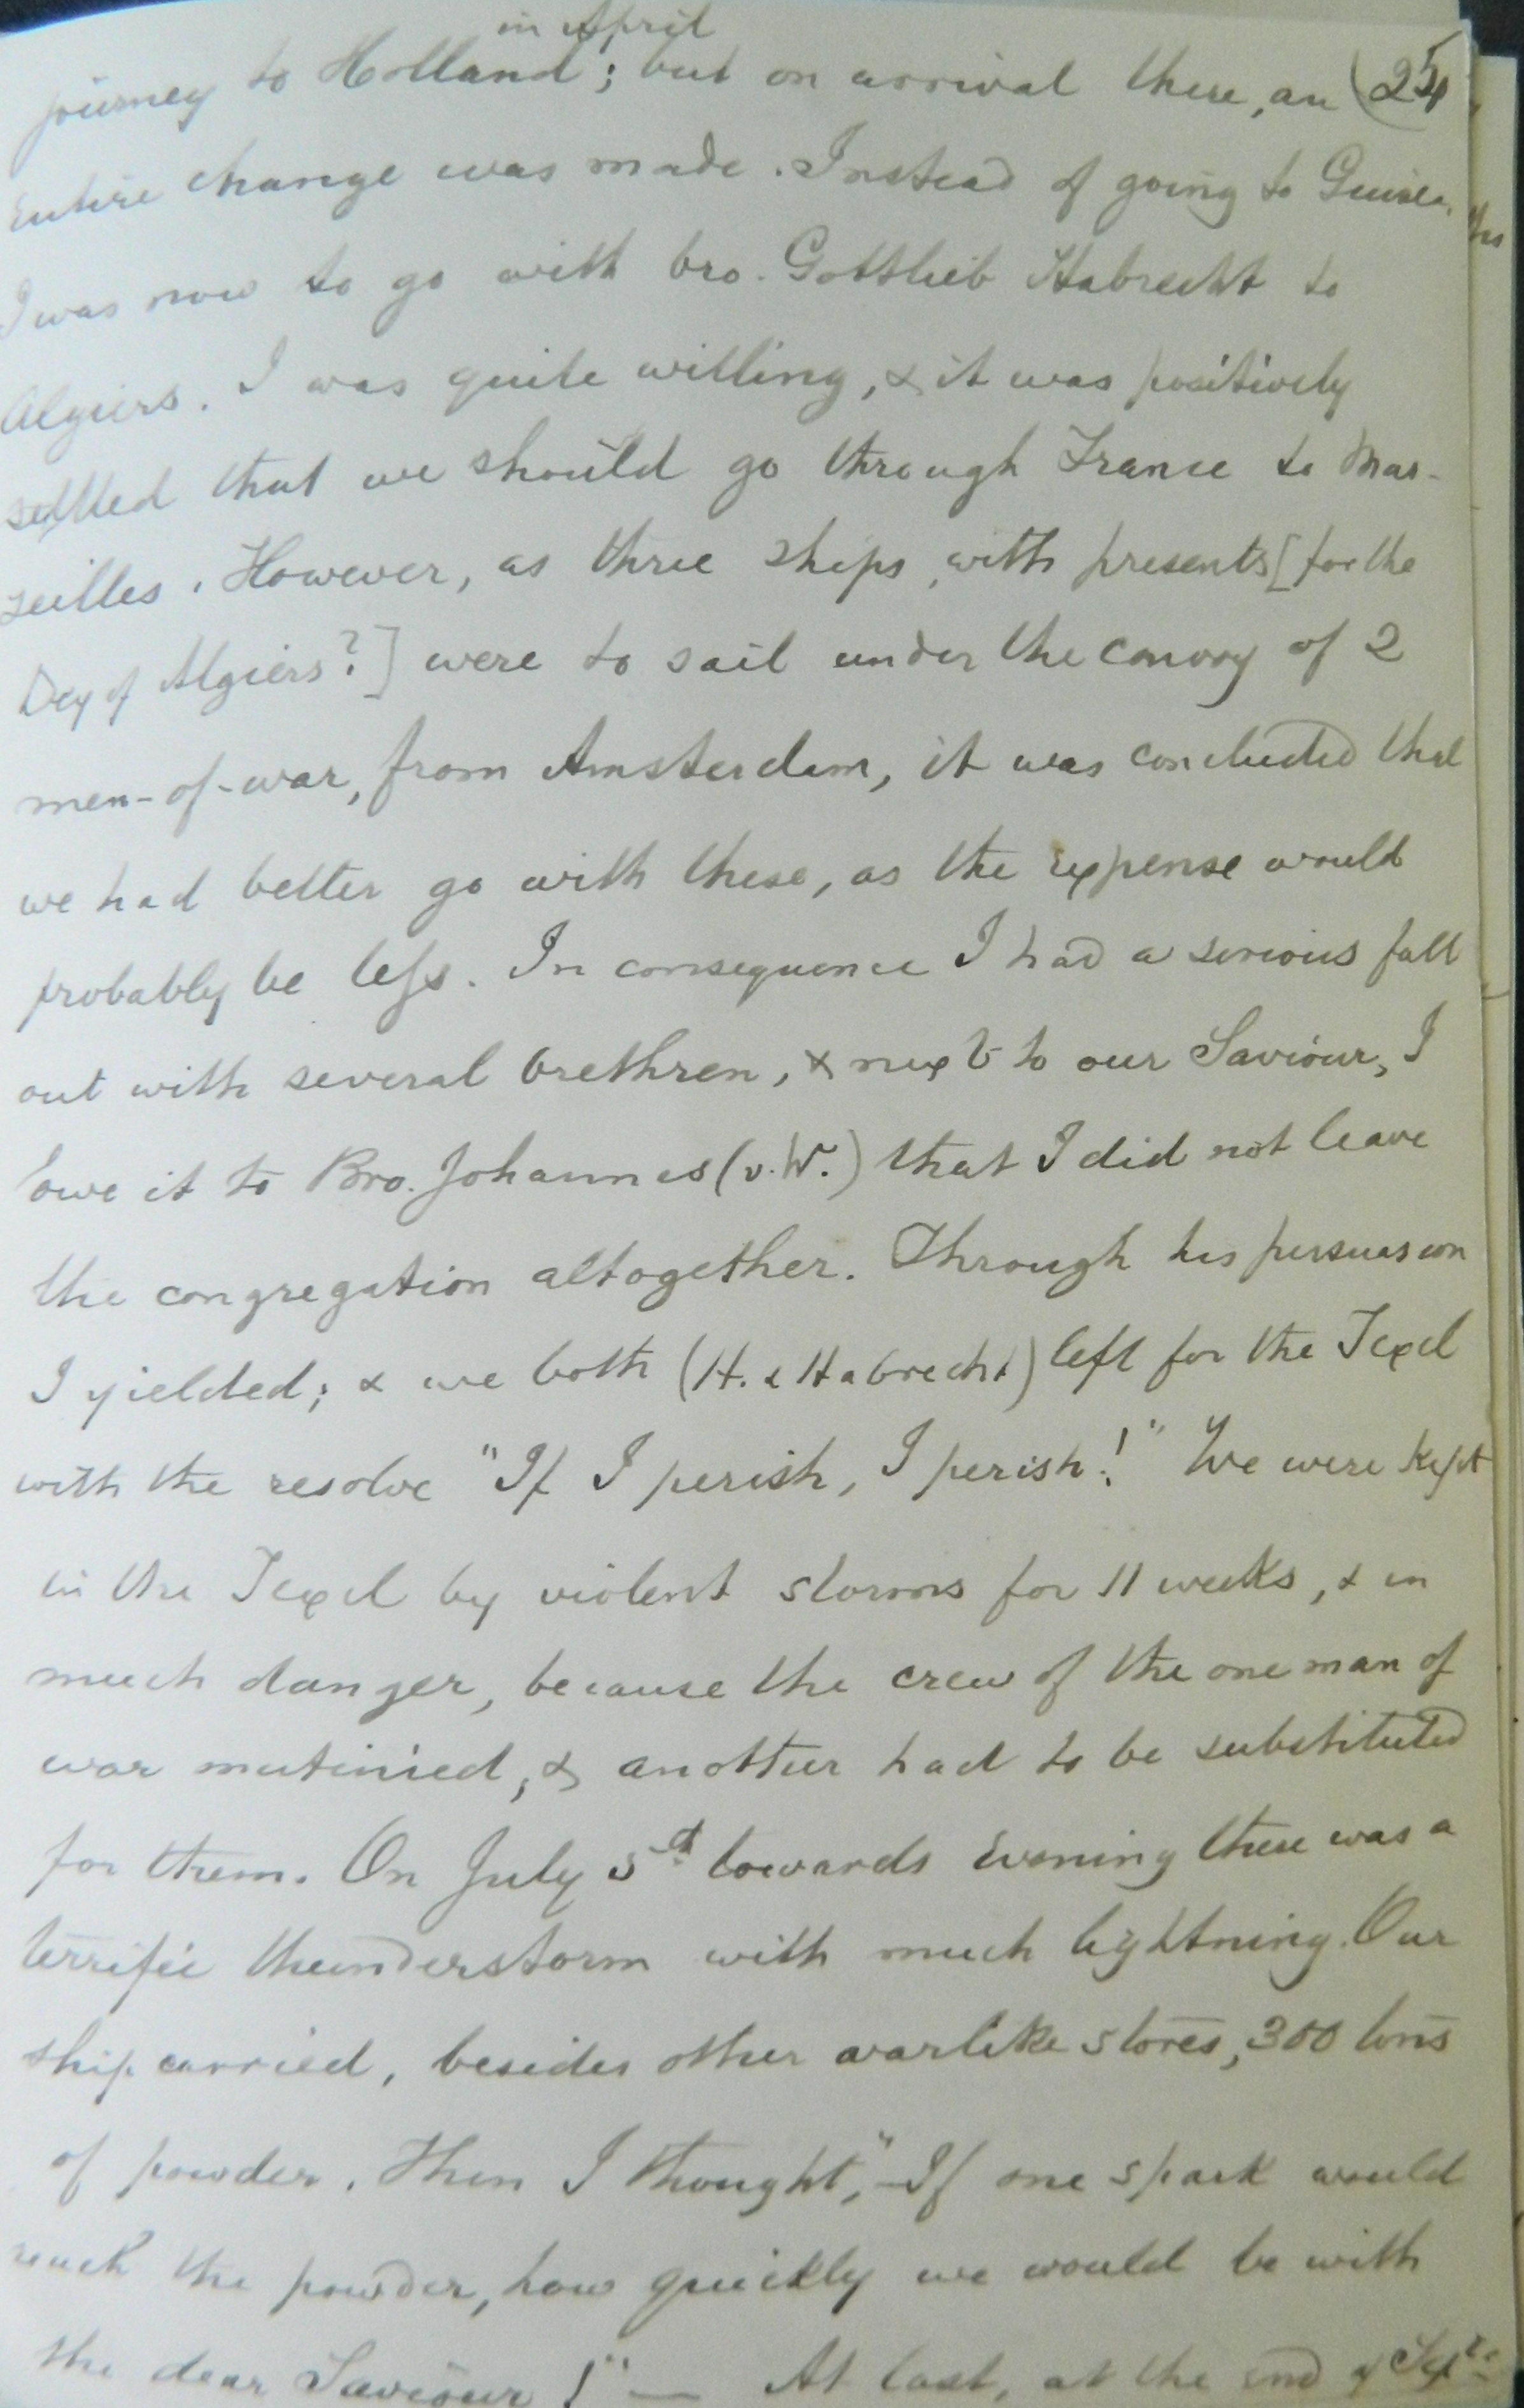 in April
journey to Holland; but on arrival there, an (25
entire change was made. Instead of going to Guinea,
I was now to go with bro. Gottlieb Habrecht to
Algiers. I was quite willing, & it was positively
settled that we should go through France to Mar-
seilles. However, as three ships, with presents [for the
Dey of Algiers?] were to sail under the convoy of 2
men-of-war, from Amsterdam, it was concluded that
we had better go with these, as the expense would
probably be less. In consequence I had a serious fall
out with several brethren, & next to our Saviour, I
owe it to Bro. Johannes (v. W.) that I did not leave
the congregation altogether. Through his persuasion
I yielded; & we both (H. & Habrecht) left for the Texel
with the resolve "If I perish, I perish!" We were kept
in the Texel by violent storms for 11 weeks, & in
much danger, because the crew of the one man of
war mutinied, & another had to be substituted
for them. On July towards evening there was a
terrific thunderstorm with much lightning. Our
ship carried, besides other warlike stores, 300 tons
of powder. Then I thought, "If one spark would
reach the powder, how quickly we would be with
the dear Saviour!" — At last, at the end of